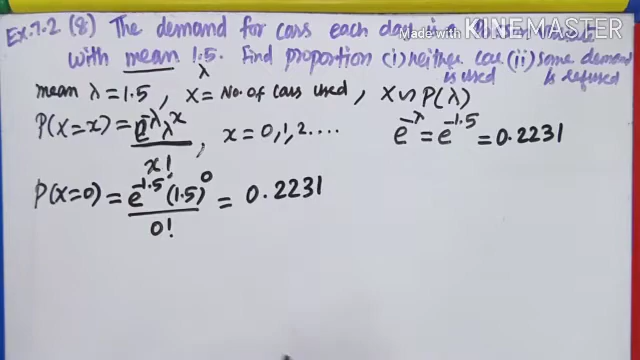 Ex:7.2 (8) The demand for cars each day is a
Made with KINEMASTER
with mean 1.5. Find proportion (i) neither car (ii) some demand
λ is used is refused
mean λ = 1.5 , X = No. of cars used , X ~ P(λ)
P(X=x) = e^-λ λ^x / x! , x = 0,1,2.... e^-λ = e^-1.5 = 0.2231
P(X=0) = e^-1.5 (1.5)^0 / 0! = 0.2231